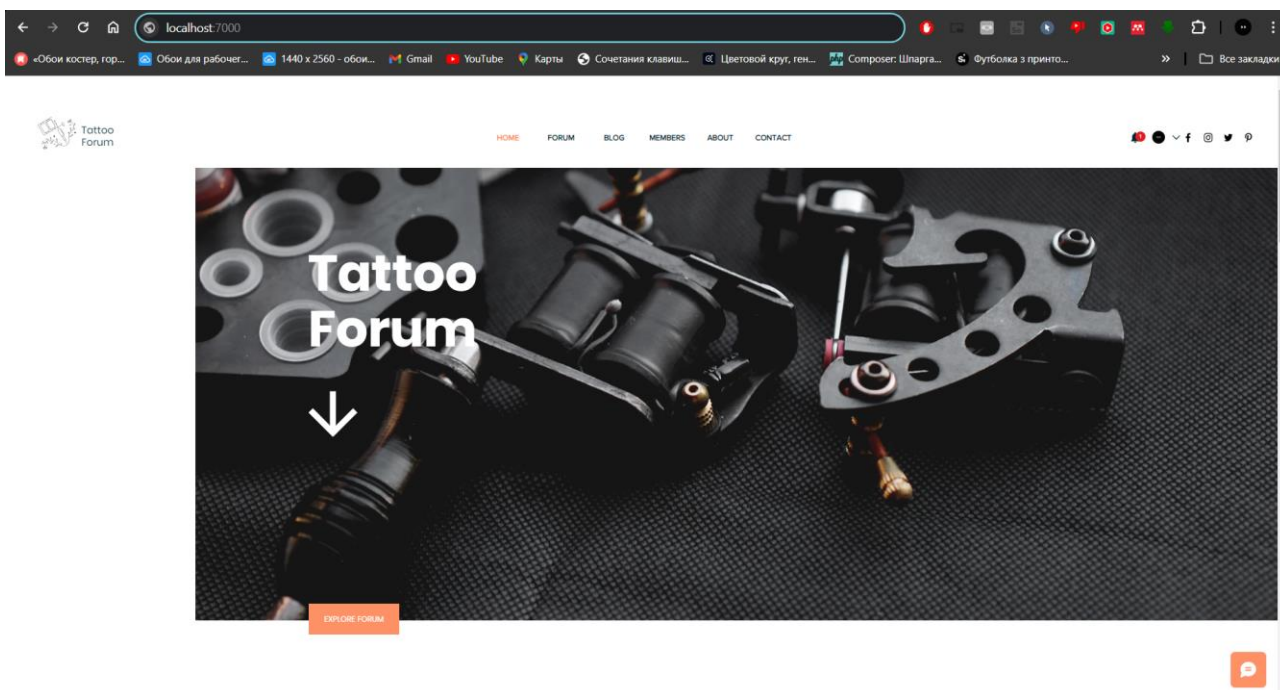 localhost:7000
«Обои костер, гор... Обои для рабочег... 1440 x 2560 - обои... Gmail YouTube Карты Сочетания клавиш... Цветовой круг, ген... Composer: Шпарга... Футболка з принто... » Все закладки
Tattoo
Forum
HOME FORUM BLOG MEMBERS ABOUT CONTACT
1
Tattoo
Forum
EXPLORE FORUM